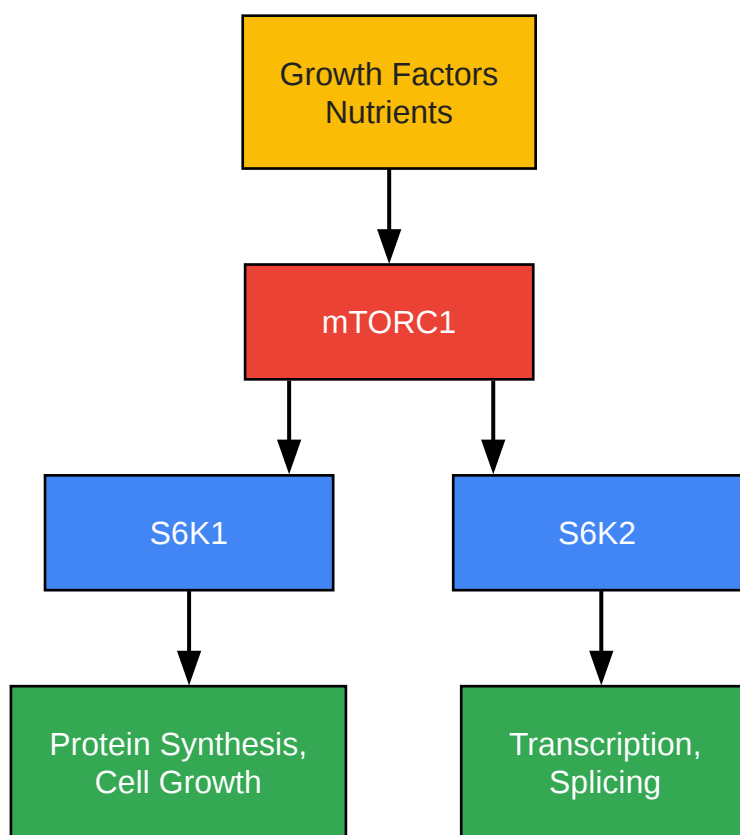 Growth Factors
Nutrients
mTORC1
S6K1
S6K2
Protein Synthesis,
Cell Growth
Transcription,
Splicing